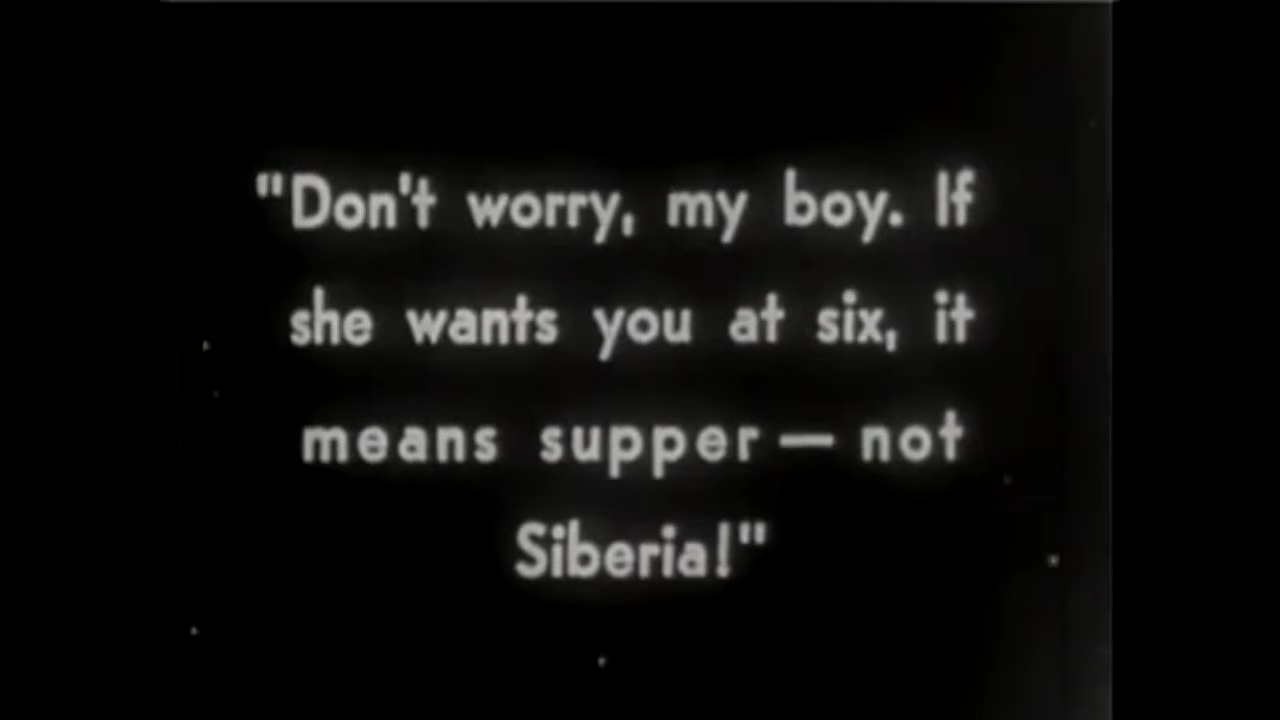 "Don't worry, my boy. If
she wants you at six, it
means supper — not
Siberia!"